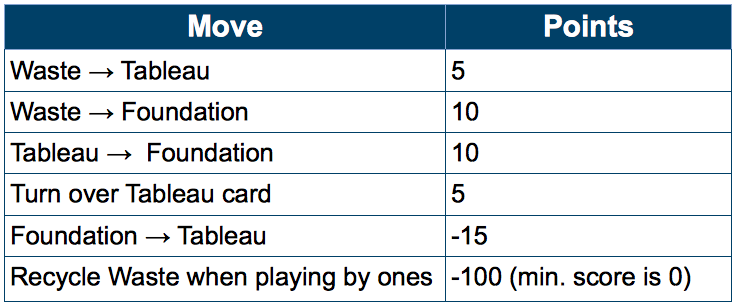 Move Points
Waste → Tableau 5
Waste → Foundation 10
Tableau → Foundation 10
Turn over Tableau card 5
Foundation → Tableau -15
Recycle Waste when playing by ones -100 (min. score is 0)